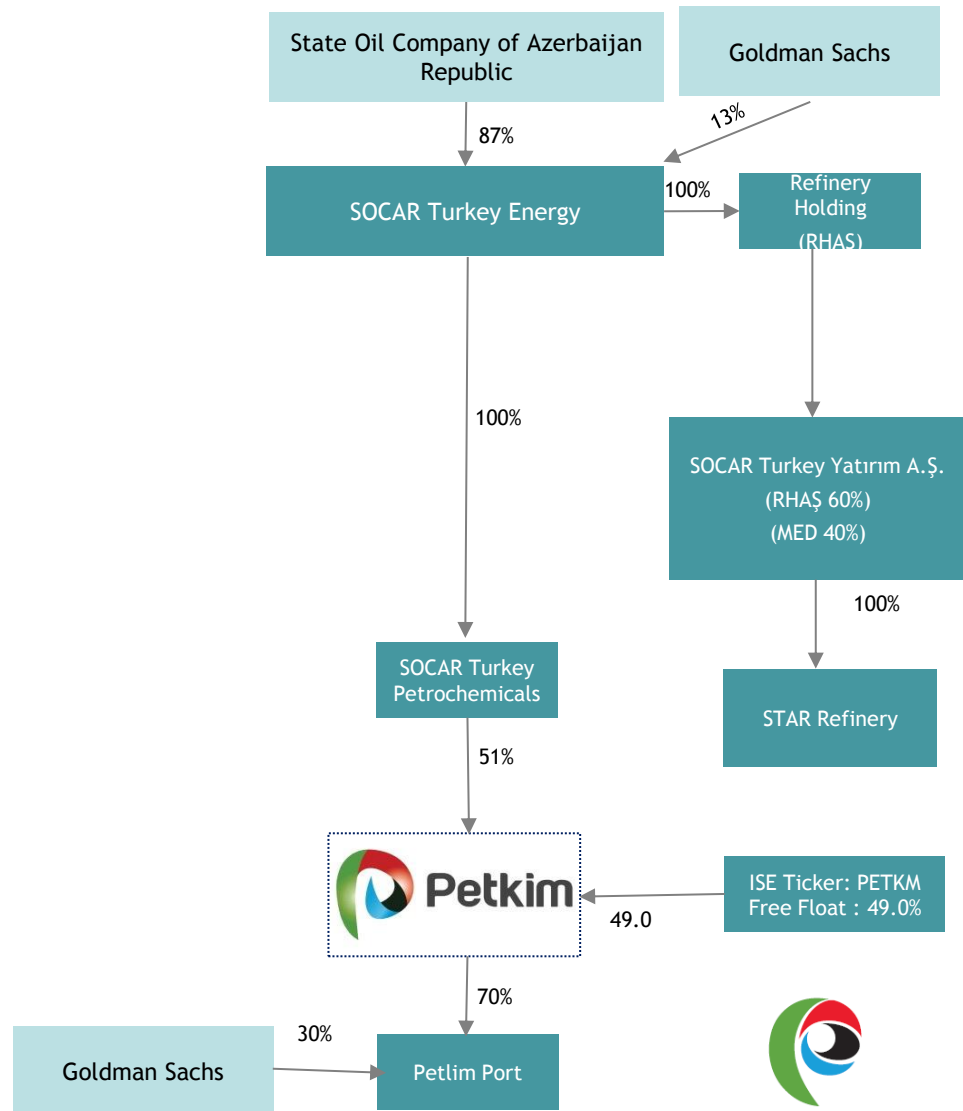 State Oil Company of Azerbaijan
Republic
Goldman Sachs
87%
13%
SOCAR Turkey Energy
100%
Refinery
Holding
(RHAS)
100%
SOCAR Turkey Yatırım A.Ş.
(RHAŞ 60%)
(MED 40%)
100%
SOCAR Turkey
Petrochemicals
STAR Refinery
51%
Petkim
ISE Ticker: PETKM
Free Float : 49.0%
49.0
70%
30%
Goldman Sachs
Petlim Port